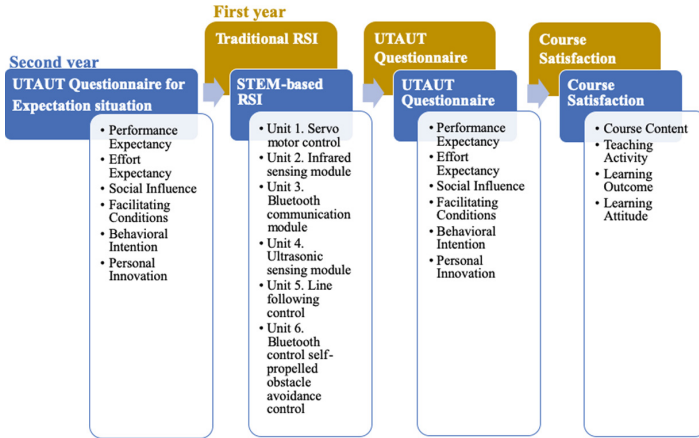 First year
Second year
UTAUT Questionnaire for
Expectation situation
• Performance
Expectancy
• Effort
Expectancy
• Social Influence
• Facilitating
Conditions
• Behavioral
Intention
• Personal
Innovation
Traditional RSI
STEM-based
RSI
• Unit 1. Servo
motor control
• Unit 2. Infrared
sensing module
• Unit 3.
Bluetooth
communication
module
• Unit 4.
Ultrasonic
sensing module
• Unit 5. Line
following
control
• Unit 6.
Bluetooth
control self-
propelled
obstacle
avoidance
control
UTAUT
Questionnaire
UTAUT
Questionnaire
• Performance
Expectancy
• Effort
Expectancy
• Social Influence
• Facilitating
Conditions
• Behavioral
Intention
• Personal
Innovation
Course
Satisfaction
Course
Satisfaction
• Course Content
• Teaching
Activity
• Learning
Outcome
• Learning
Attitude